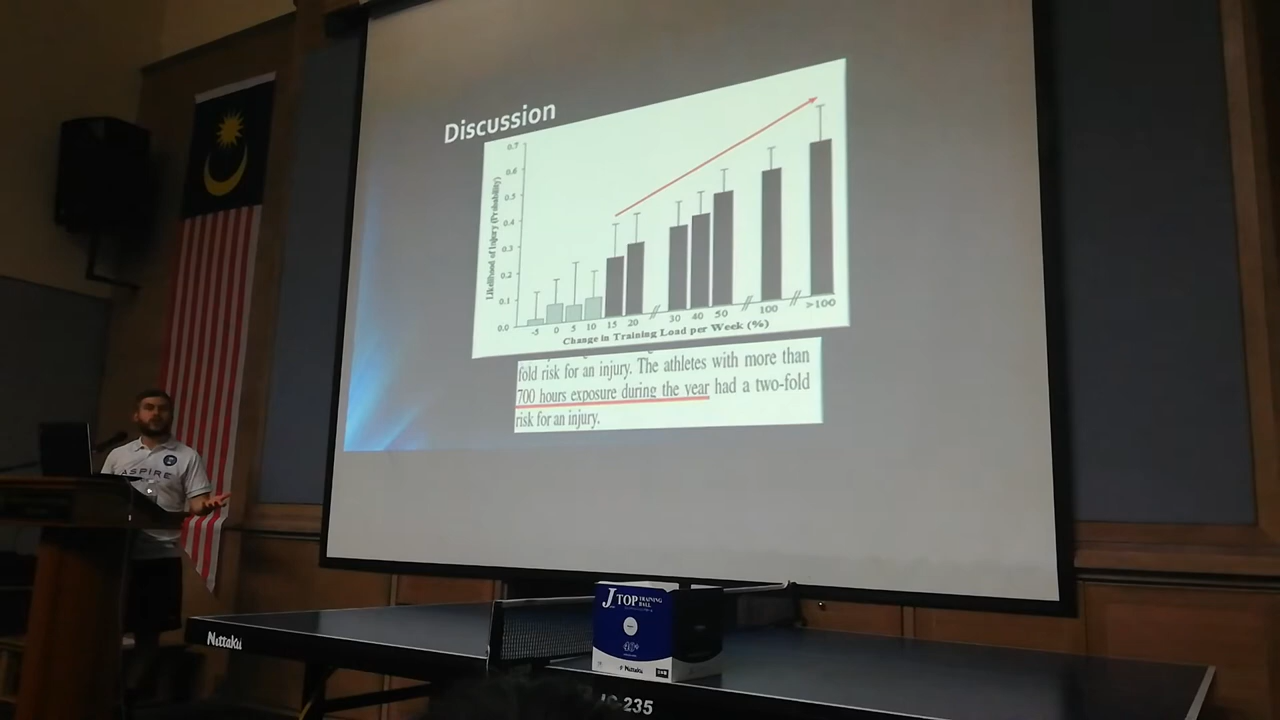 Discussion
0.7
0.6
0.5
0.4
0.3
0.2
0.1
0.0
Likelihood of Injury (Probability)
-5 0 5 10 15 20 // 30 40 50 // 100 // >100
Change in Training Load per Week (%)
fold risk for an injury. The athletes with more than
700 hours exposure during the year had a two-fold
risk for an injury.
ASPIRE
Nittaku
J TOP TRAINING
BALL
40+
Nittaku
235